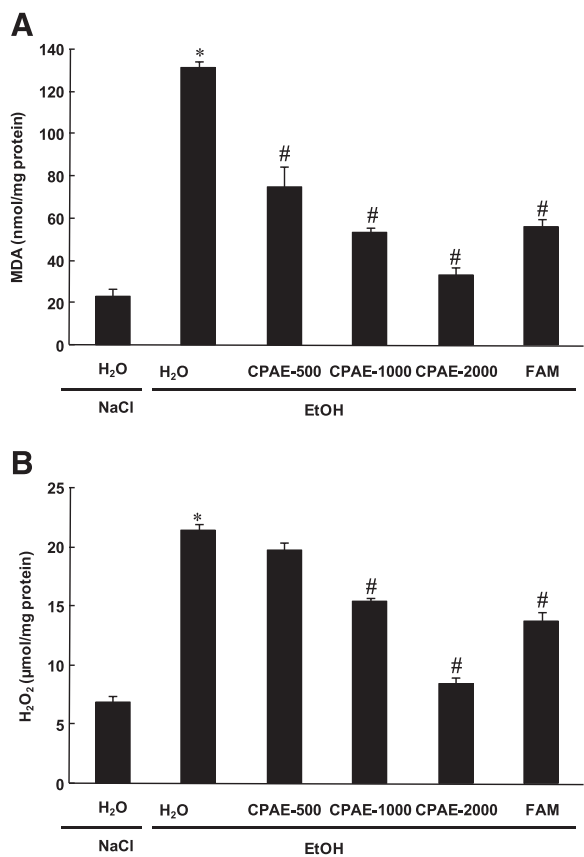 A
MDA (nmol/mg protein)
140
120
100
80
60
40
20
0
*
#
#
#
#
H₂O H₂O CPAE-500 CPAE-1000 CPAE-2000 FAM
NaCl EtOH
B
H₂O₂ (μmol/mg protein)
25
20
15
10
5
0
*
#
#
#
H₂O H₂O CPAE-500 CPAE-1000 CPAE-2000 FAM
NaCl EtOH